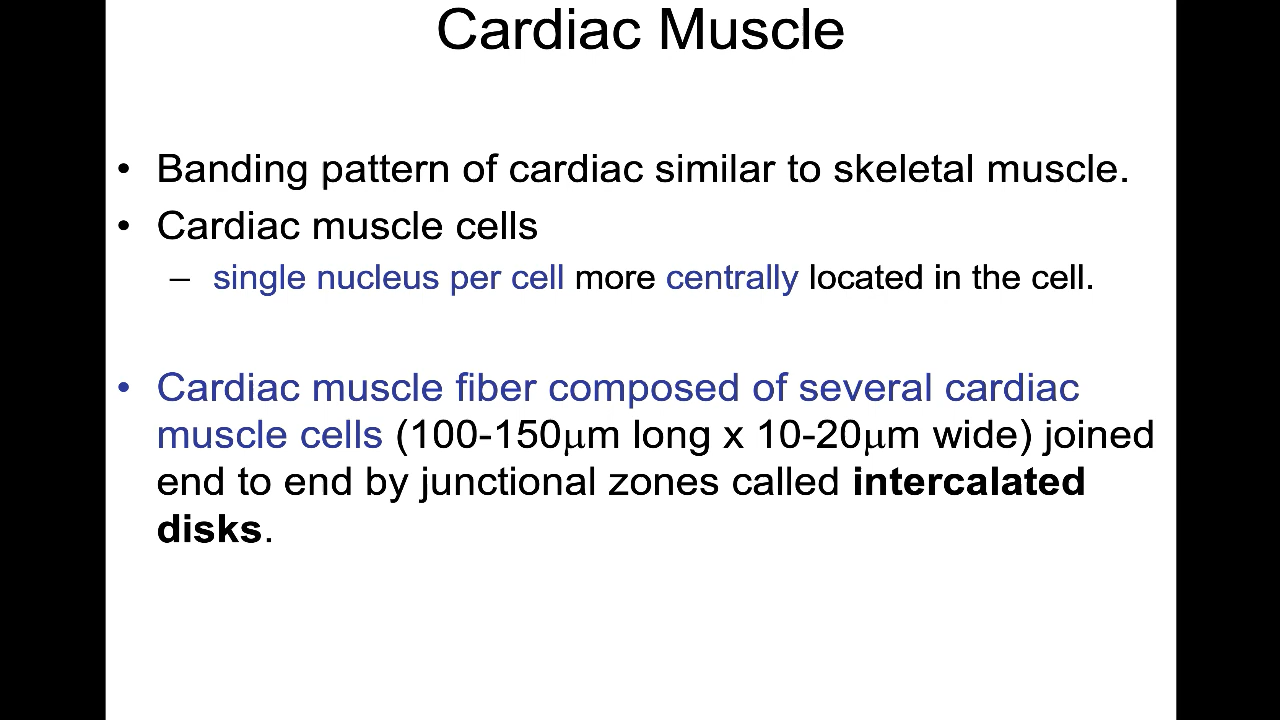 Cardiac Muscle
• Banding pattern of cardiac similar to skeletal muscle.
• Cardiac muscle cells
– single nucleus per cell more centrally located in the cell.
• Cardiac muscle fiber composed of several cardiac
muscle cells (100-150μm long x 10-20μm wide) joined
end to end by junctional zones called intercalated
disks.